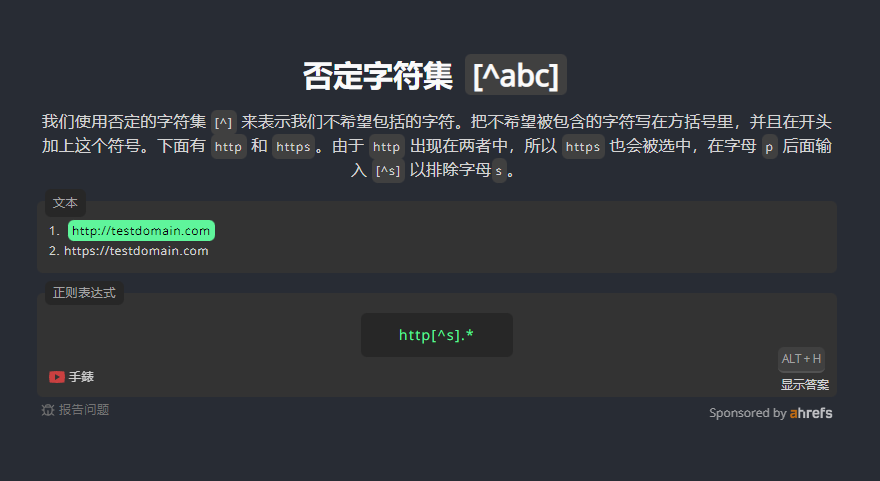 否定字符集 [^abc]
我们使用否定的字符集 [^] 来表示我们不希望包括的字符。把不希望被包含的字符写在方括号里，并且在开头
加上这个符号。下面有 http 和 https 。由于 http 出现在两者中，所以 https 也会被选中，在字母 p 后面输
入 [^s] 以排除字母 s 。
文本
1. http://testdomain.com
2. https://testdomain.com
正则表达式
http[^s].*
ALT + H
手錶
显示答案
报告问题
Sponsored by ahrefs